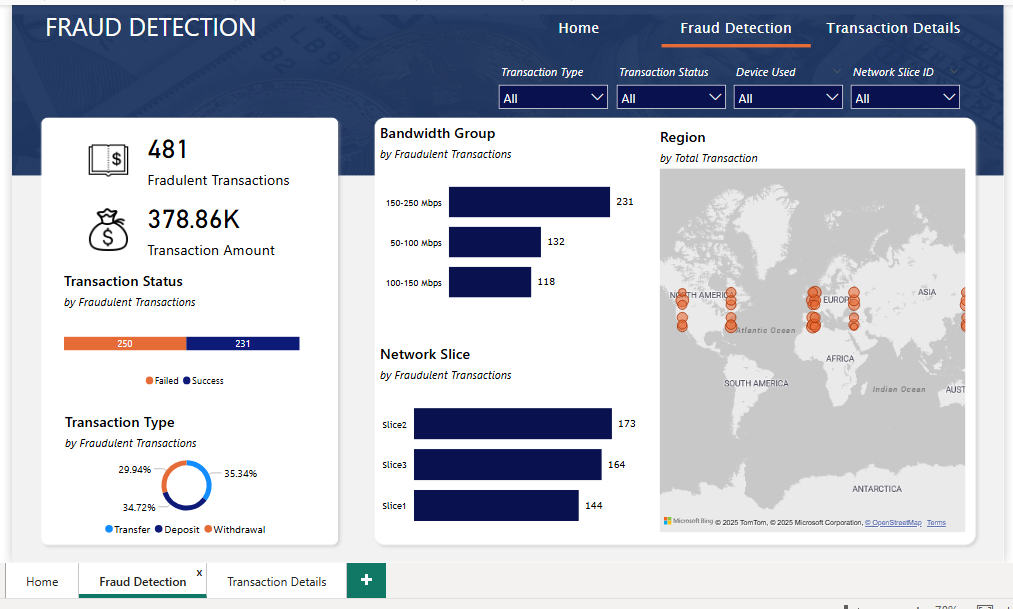 FRAUD DETECTION
Home
Fraud Detection
Transaction Details
Transaction Type
Transaction Status
Device Used
Network Slice ID
All
All
All
All
481
Fradulent Transactions
378.86K
Transaction Amount
Transaction Status
by Fraudulent Transactions
250
231
Failed
Success
Transaction Type
by Fraudulent Transactions
29.94%
35.34%
34.72%
Transfer
Deposit
Withdrawal
Bandwidth Group
by Fraudulent Transactions
150-250 Mbps
231
50-100 Mbps
132
100-150 Mbps
118
Network Slice
by Fraudulent Transactions
Slice2
173
Slice3
164
Slice1
144
Region
by Total Transaction
NORTH AMERICA
EUROPE
ASIA
Atlantic Ocean
AFRICA
SOUTH AMERICA
Indian Ocean
AUST
ANTARCTICA
Microsoft Bing
© 2025 TomTom, © 2025 Microsoft Corporation, © OpenStreetMap Terms
Home
Fraud Detection
x
Transaction Details
+